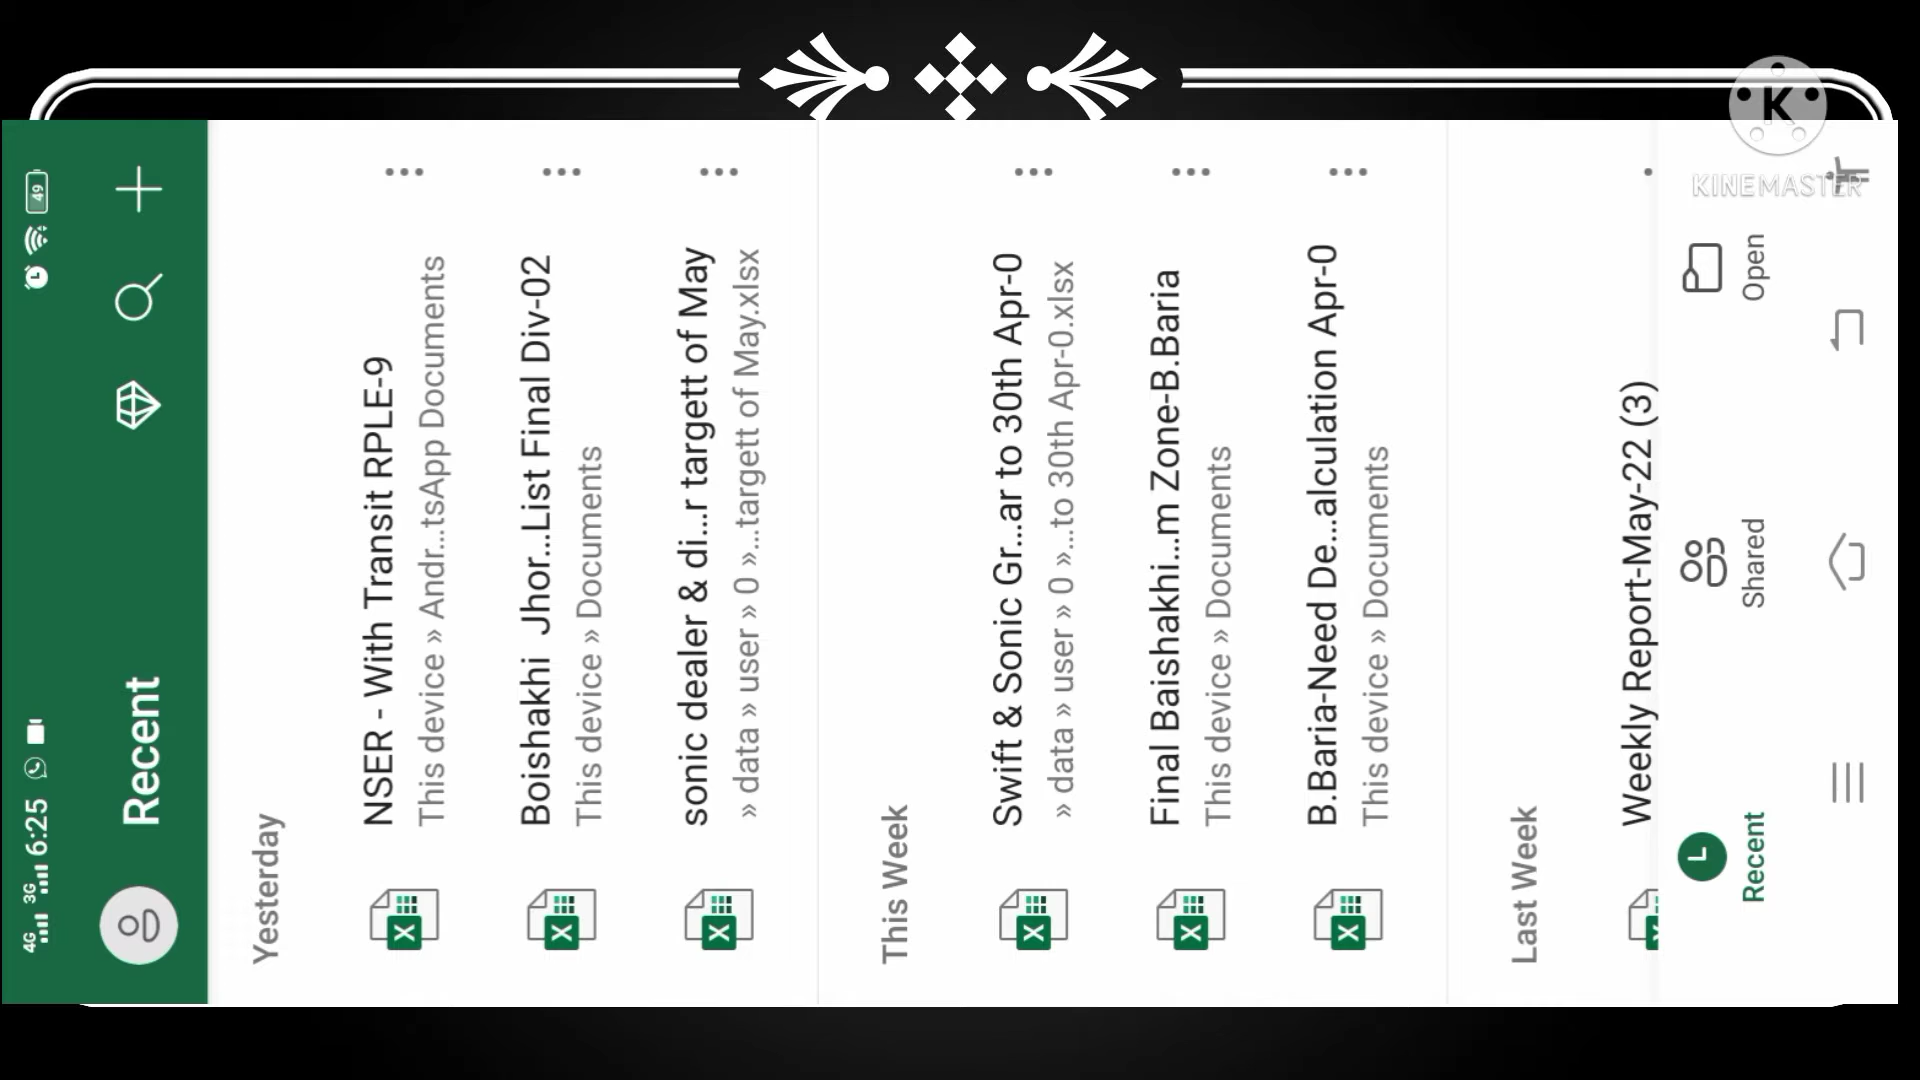 4G 3G 6:25 49
Recent
Yesterday
NSER - With Transit RPLE-9
This device » Andr...tsApp Documents
Boishakhi Jhor...List Final Div-02
This device » Documents
sonic dealer & di...r targett of May
» data » user » 0 »...targett of May.xlsx
This Week
Swift & Sonic Gr...ar to 30th Apr-0
» data » user » 0 »...to 30th Apr-0.xlsx
Final Baishakhi...m Zone-B.Baria
This device » Documents
B.Baria-Need De...alculation Apr-0
This device » Documents
Last Week
Weekly Report-May-22 (3)
Recent Shared Open
K
KINEMASTER